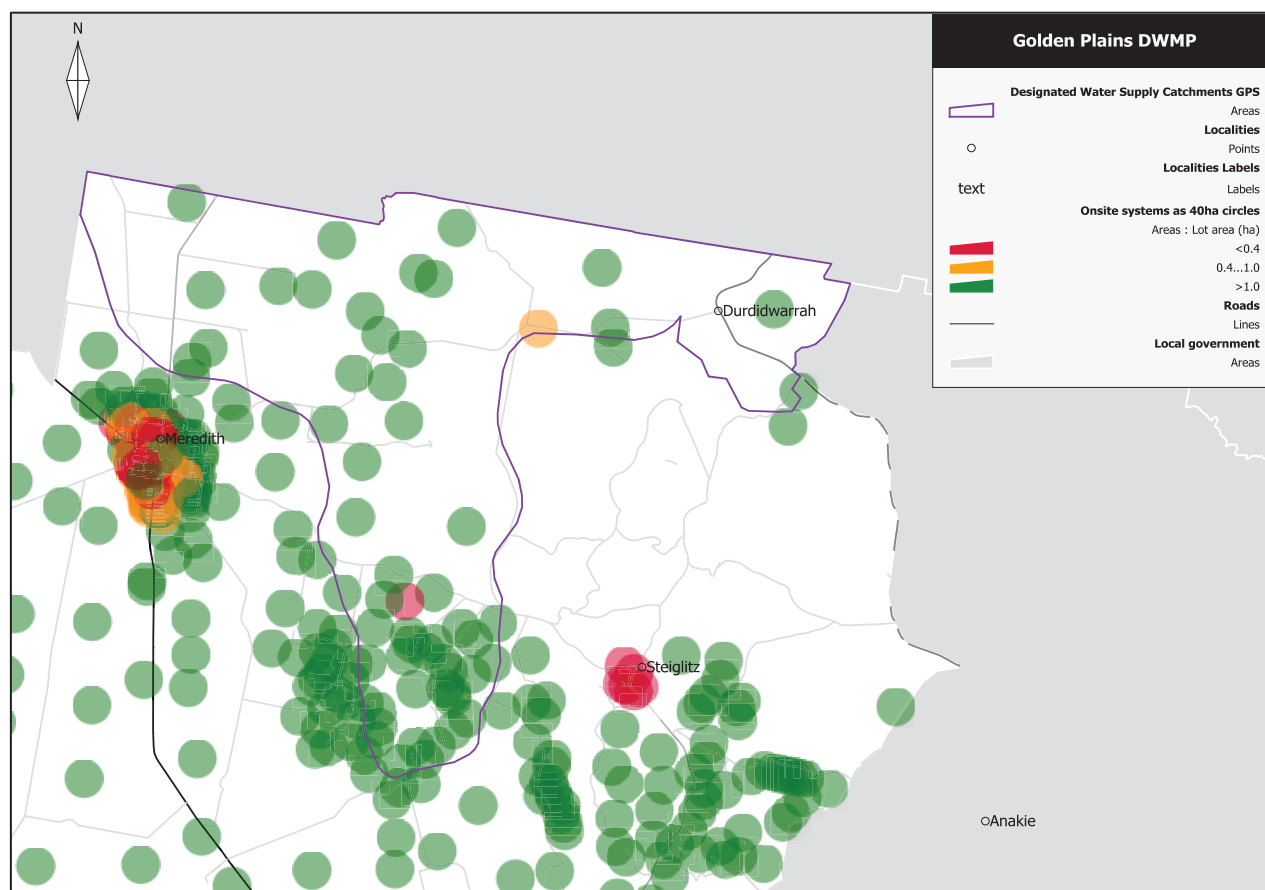 N
Golden Plains DWMP
Designated Water Supply Catchments GPS
Areas
Localities
Points
Localities Labels
text
Labels
Onsite systems as 40ha circles
Areas : Lot area (ha)
<0.4
0.4...1.0
>1.0
Roads
Lines
Local government
Areas
Durdidwarrah
Meredith
Steiglitz
Anakie